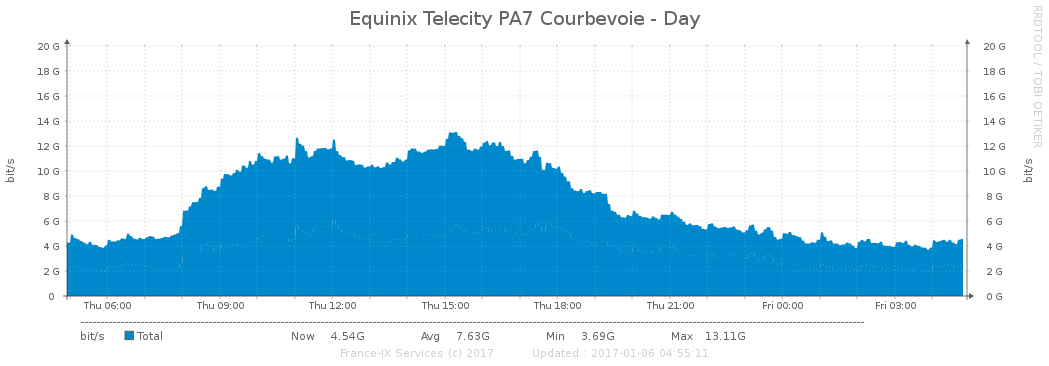 Equinix Telecity PA7 Courbevoie - Day
RRDTOOL / TOBI OETIKER
bit/s
20 G
18 G
16 G
14 G
12 G
10 G
8 G
6 G
4 G
2 G
0
20 G
18 G
16 G
14 G
12 G
10 G
8 G
6 G
4 G
2 G
0 G
bit/s
Thu 06:00 Thu 09:00 Thu 12:00 Thu 15:00 Thu 18:00 Thu 21:00 Fri 00:00 Fri 03:00
bit/s Total Now 4.54G Avg 7.63G Min 3.69G Max 13.11G
France-IX Services (c) 2017 Updated : 2017-01-06 04:55:11